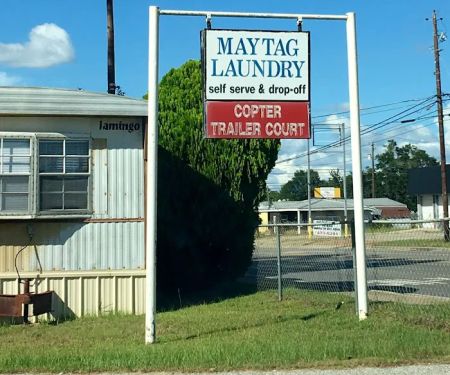 MAYTAG
LAUNDRY
self serve & drop-off
COPTER
TRAILER COURT
lamingo